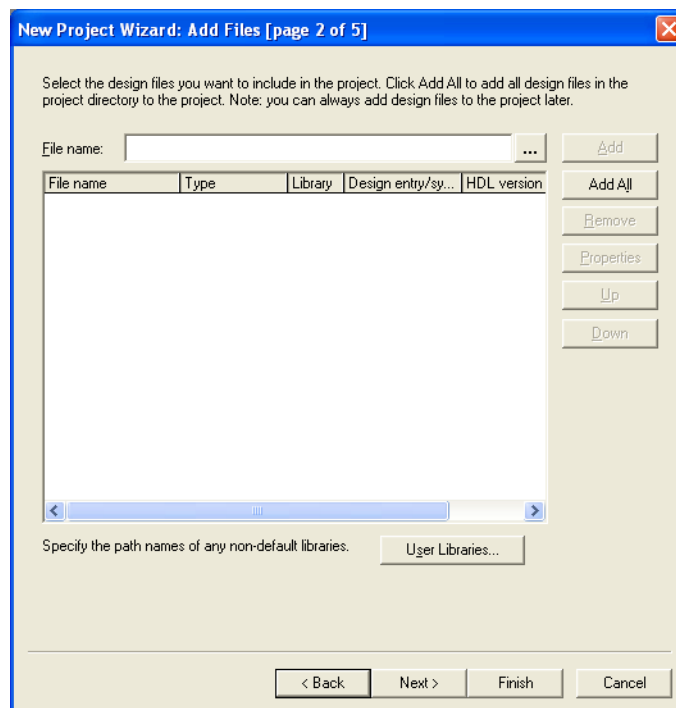 New Project Wizard: Add Files [page 2 of 5]
Select the design files you want to include in the project. Click Add All to add all design files in the
project directory to the project. Note: you can always add design files to the project later.
File name:
...
Add
File name Type Library Design entry/sy... HDL version
Add All
Remove
Properties
Up
Down
Specify the path names of any non-default libraries.
User Libraries...
< Back Next > Finish Cancel